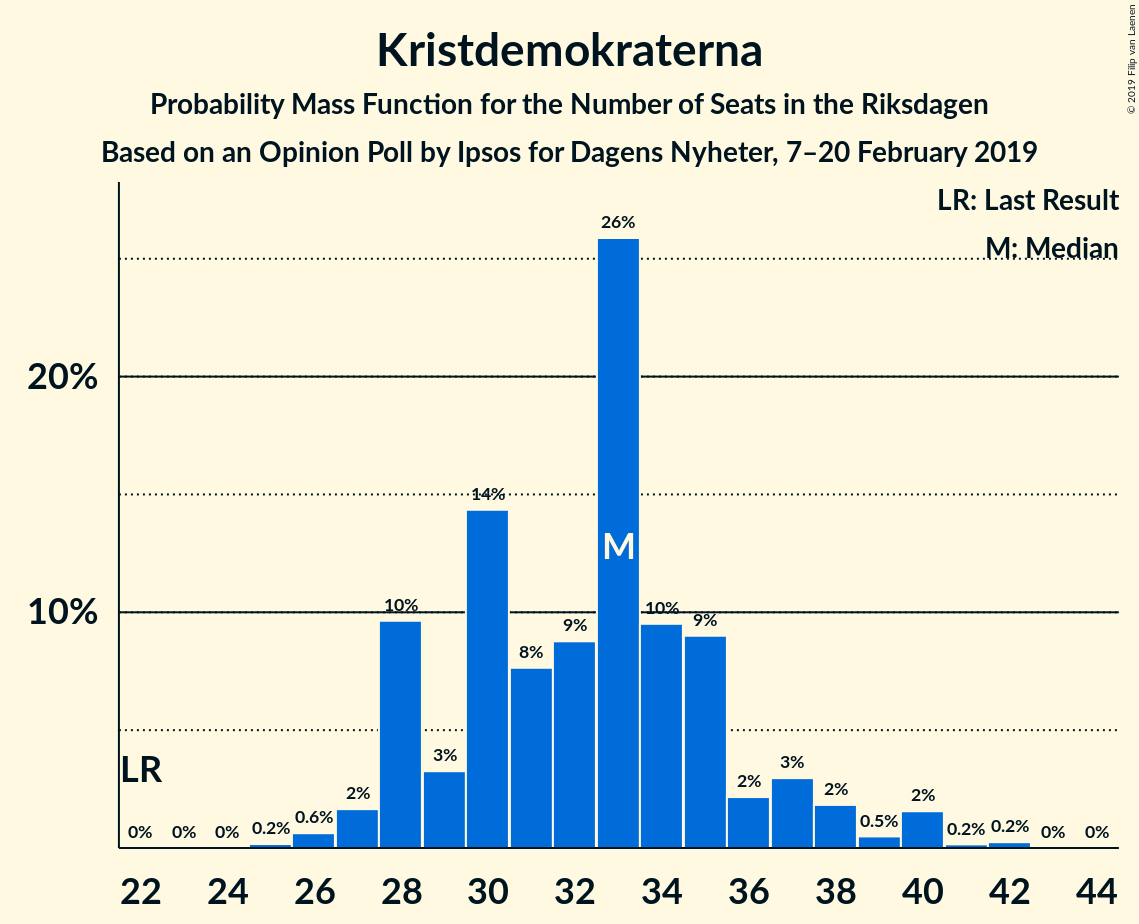 © 2019 Filip van Laenen
Kristdemokraterna
Probability Mass Function for the Number of Seats in the Riksdagen
Based on an Opinion Poll by Ipsos for Dagens Nyheter, 7–20 February 2019
LR: Last Result
M: Median
20%
10%
LR
M
0% 0% 0% 0.2% 0.6% 2% 10% 3% 14% 8% 9% 26% 10% 9% 2% 3% 2% 0.5% 2% 0.2% 0.2% 0% 0%
22 24 26 28 30 32 34 36 38 40 42 44